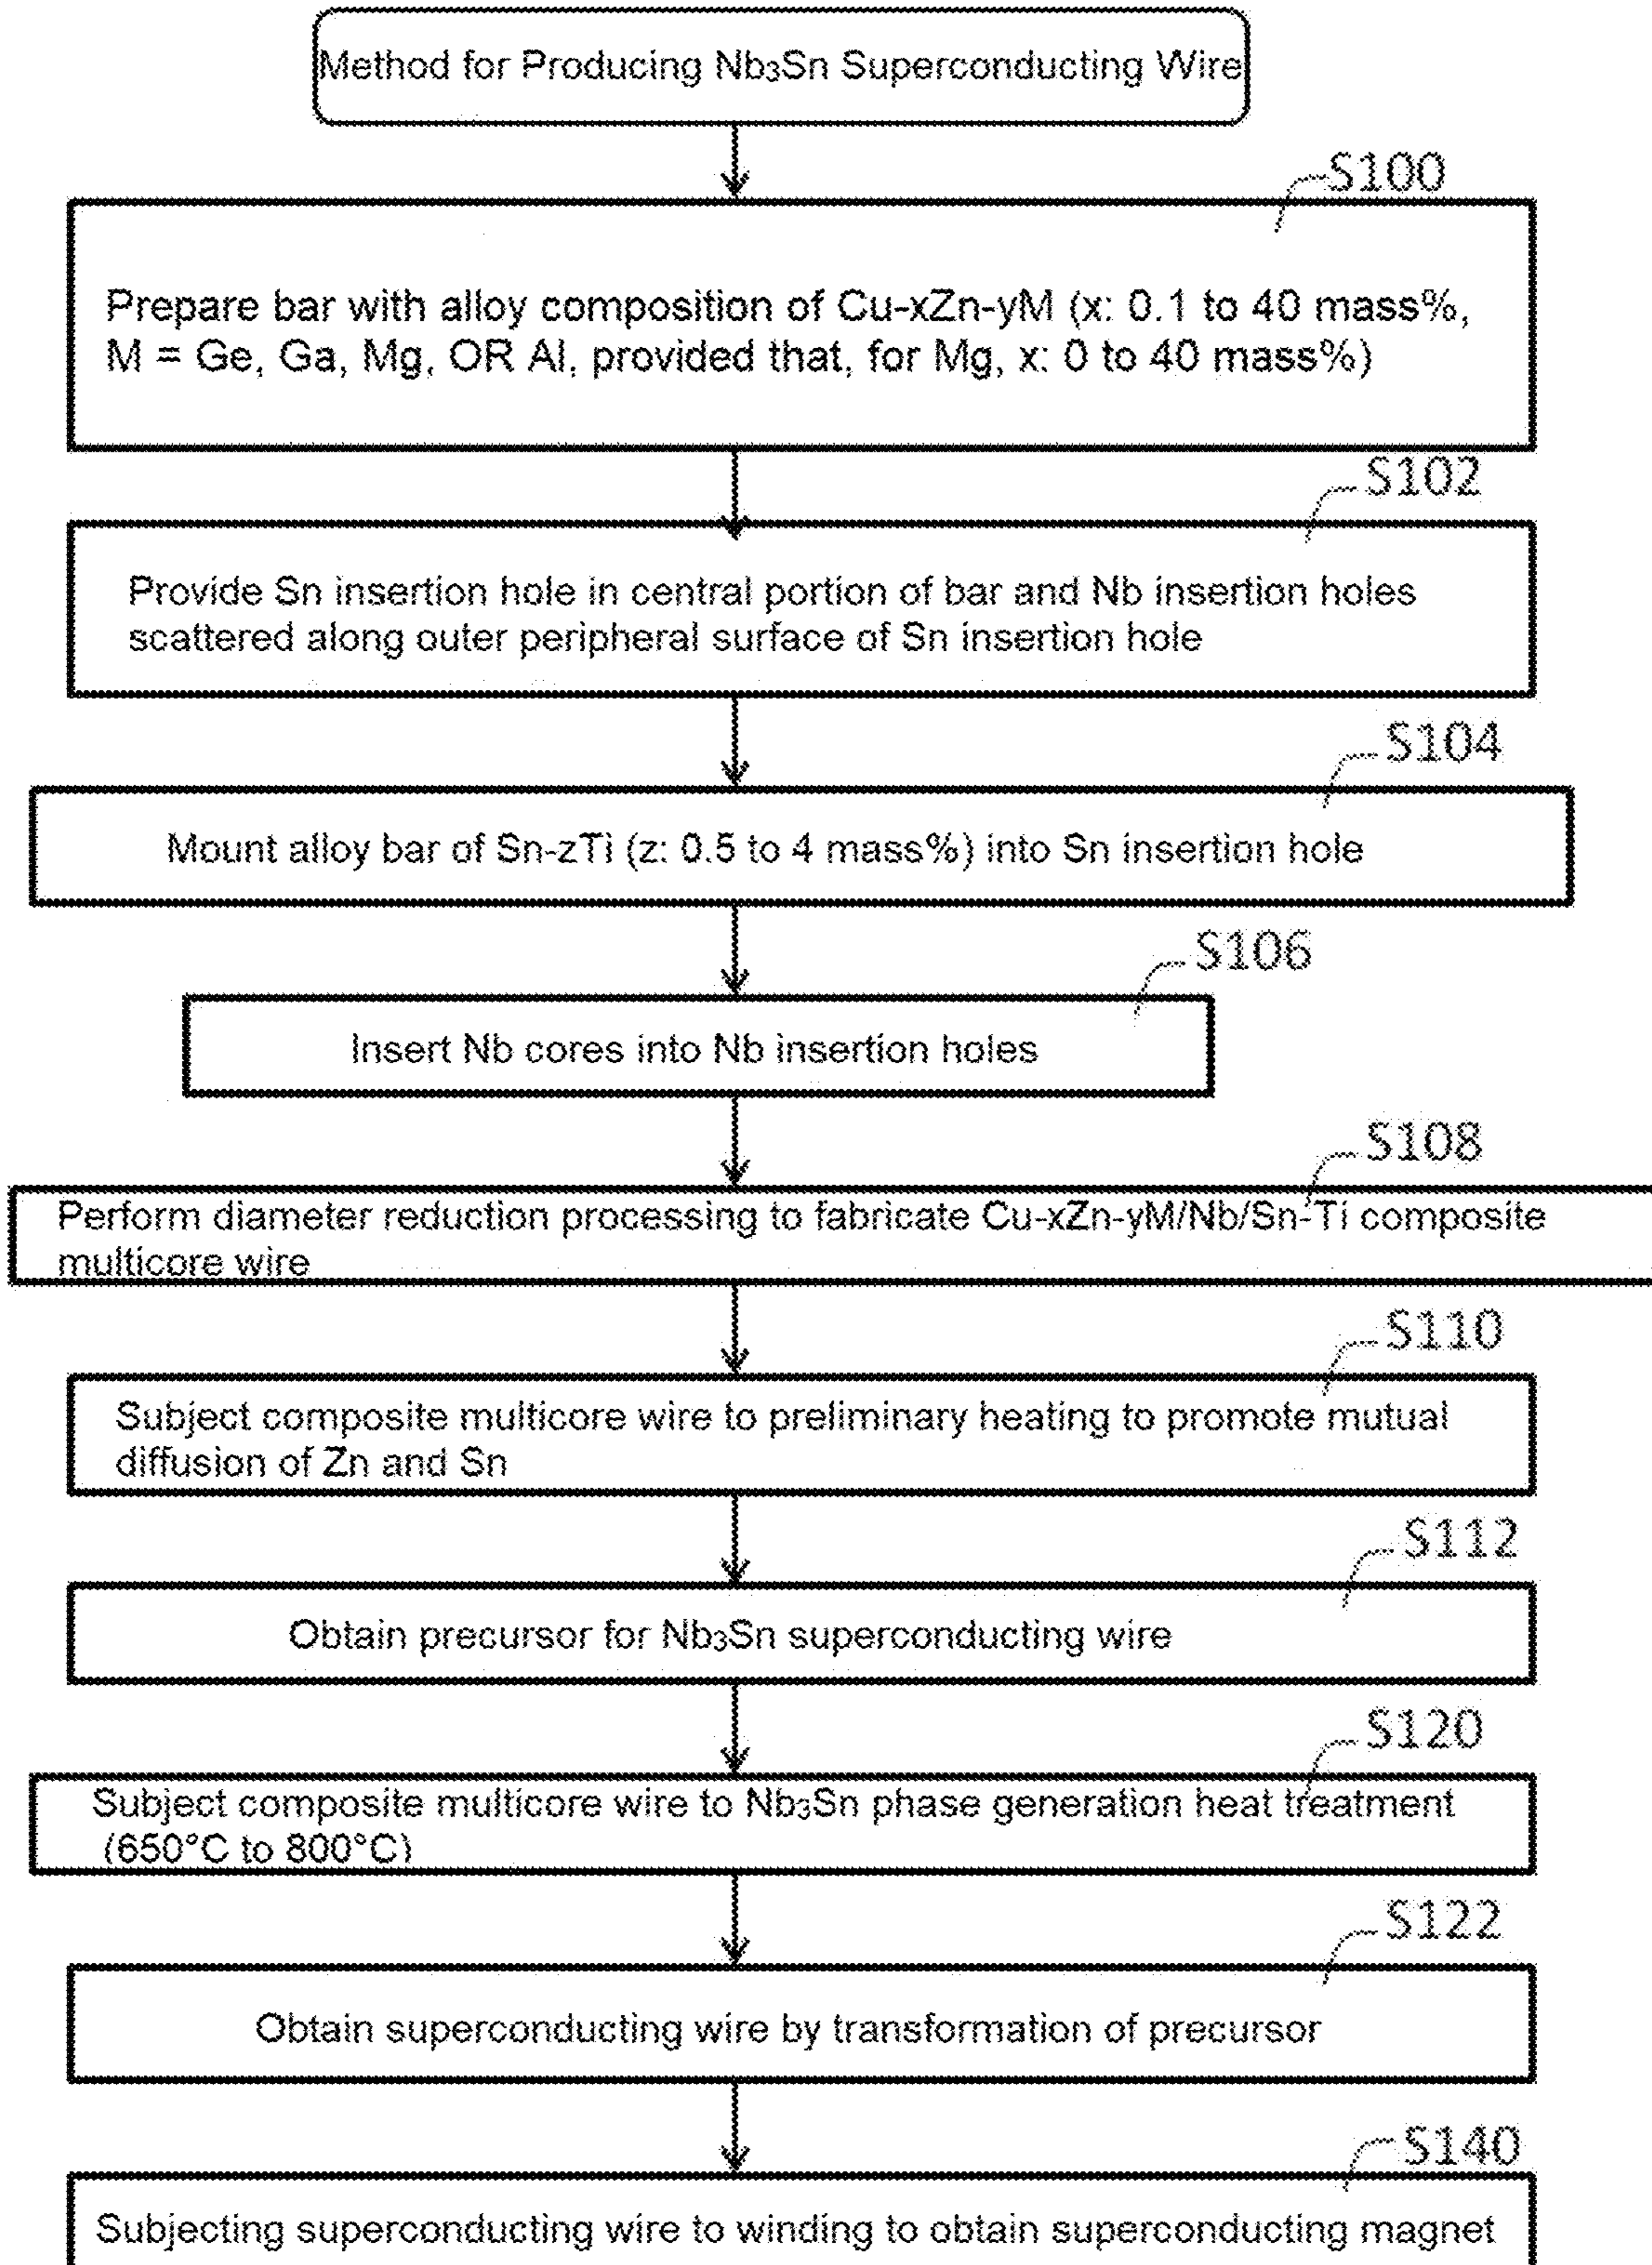 Method for Producing Nb₃Sn Superconducting Wire
S100
Prepare bar with alloy composition of Cu-xZn-yM (x: 0.1 to 40 mass%,
M = Ge, Ga, Mg, OR Al, provided that, for Mg, x: 0 to 40 mass%)
S102
Provide Sn insertion hole in central portion of bar and Nb insertion holes
scattered along outer peripheral surface of Sn insertion hole
S104
Mount alloy bar of Sn-zTi (z: 0.5 to 4 mass%) into Sn insertion hole
S106
Insert Nb cores into Nb insertion holes
S108
Perform diameter reduction processing to fabricate Cu-xZn-yM/Nb/Sn-Ti composite
multicore wire
S110
Subject composite multicore wire to preliminary heating to promote mutual
diffusion of Zn and Sn
S112
Obtain precursor for Nb₃Sn superconducting wire
S120
Subject composite multicore wire to Nb₃Sn phase generation heat treatment
(650°C to 800°C)
S122
Obtain superconducting wire by transformation of precursor
S140
Subjecting superconducting wire to winding to obtain superconducting magnet